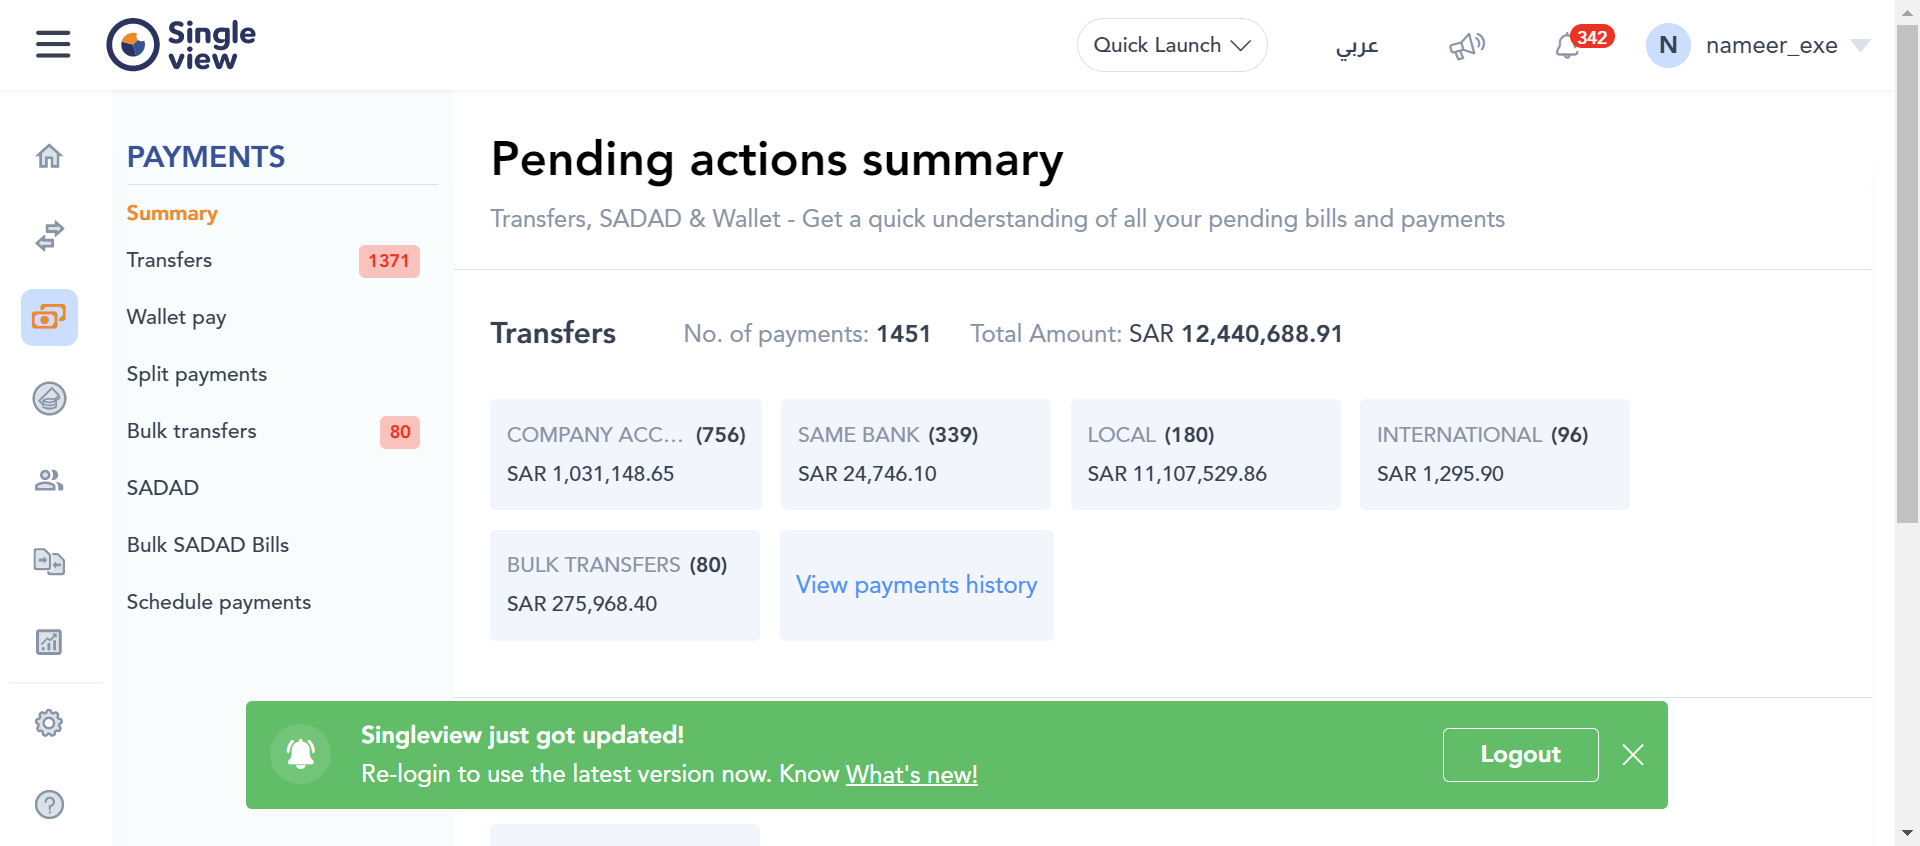 Single
view
Quick Launch
عربي
342
N
nameer_exe
PAYMENTS
Summary
Transfers 1371
Wallet pay
Split payments
Bulk transfers 80
SADAD
Bulk SADAD Bills
Schedule payments
Pending actions summary
Transfers, SADAD & Wallet - Get a quick understanding of all your pending bills and payments
Transfers No. of payments: 1451 Total Amount: SAR 12,440,688.91
COMPANY ACC... (756)
SAR 1,031,148.65
SAME BANK (339)
SAR 24,746.10
LOCAL (180)
SAR 11,107,529.86
INTERNATIONAL (96)
SAR 1,295.90
BULK TRANSFERS (80)
SAR 275,968.40
View payments history
Singleview just got updated!
Re-login to use the latest version now. Know What's new!
Logout